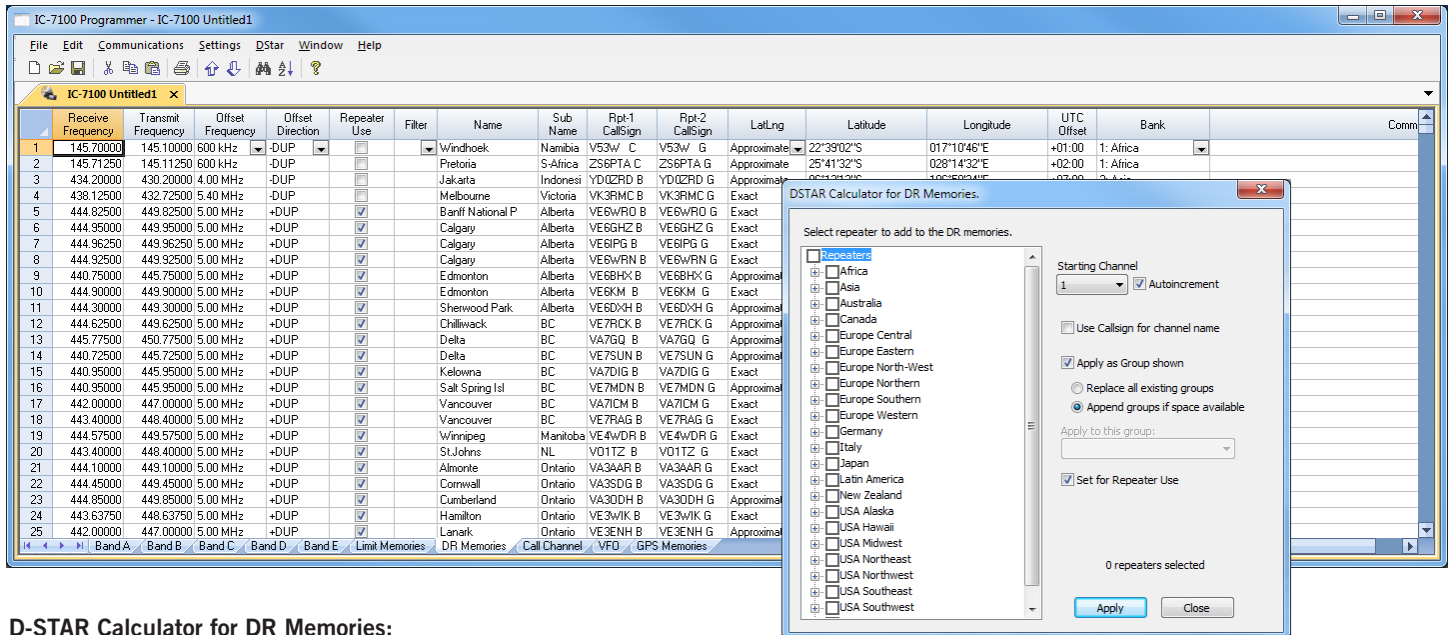 IC-7100 Programmer - IC-7100 Untitled1
File Edit Communications Settings DStar Window Help
IC-7100 Untitled1 X
Receive Frequency Transmit Frequency Offset Frequency Offset Direction Repeater Use Filter Name Sub Name Rpt-1 CallSign Rpt-2 CallSign LatLng Latitude Longitude UTC Offset Bank Comm
1 145.70000 145.10000 600 kHz -DUP Windhoek Namibia V53W C V53W G Approximate 22°39'02"S 017°10'46"E +01:00 1: Africa
2 145.71250 145.11250 600 kHz -DUP Pretoria S-Africa ZS6PTA C ZS6PTA G Approximate 25°41'32"S 028°14'32"E +02:00 1: Africa
3 434.20000 430.20000 4.00 MHz -DUP Jakarta Indonesi YD0ZRD B YD0ZRD G Approximate
4 438.12500 432.72500 5.40 MHz -DUP Melbourne Victoria VK3RMC B VK3RMC G Exact
5 444.82500 449.82500 5.00 MHz +DUP Banff National P Alberta VE6WRO B VE6WRO G Exact
6 444.95000 449.95000 5.00 MHz +DUP Calgary Alberta VE6GHZ B VE6GHZ G Exact
7 444.96250 449.96250 5.00 MHz +DUP Calgary Alberta VE6IPG B VE6IPG G Exact
8 444.92500 449.92500 5.00 MHz +DUP Calgary Alberta VE6WRN B VE6WRN G Exact
9 440.75000 445.75000 5.00 MHz +DUP Edmonton Alberta VE6BHX B VE6BHX G Approxima
10 444.90000 449.90000 5.00 MHz +DUP Edmonton Alberta VE6KM B VE6KM G Exact
11 444.30000 449.30000 5.00 MHz +DUP Sherwood Park Alberta VE6DXH B VE6DXH G Approxima
12 444.62500 449.62500 5.00 MHz +DUP Chilliwack BC VE7RCK B VE7RCK G Exact
13 445.77500 450.77500 5.00 MHz +DUP Delta BC VA7GQ B VA7GQ G Approxima
14 440.72500 445.72500 5.00 MHz +DUP Delta BC VE7SUN B VE7SUN G Exact
15 440.95000 445.95000 5.00 MHz +DUP Kelowna BC VA7DIG B VA7DIG G Exact
16 440.95000 445.95000 5.00 MHz +DUP Salt Spring Isl BC VE7MDN B VE7MDN G Approxima
17 442.00000 447.00000 5.00 MHz +DUP Vancouver BC VA7ICM B VA7ICM G Exact
18 443.40000 448.40000 5.00 MHz +DUP Vancouver BC VE7RAG B VE7RAG G Exact
19 444.57500 449.57500 5.00 MHz +DUP Winnipeg Manitoba VE4WDR B VE4WDR G Exact
20 443.40000 448.40000 5.00 MHz +DUP St.Johns NL VO1TZ B VO1TZ G Exact
21 444.10000 449.10000 5.00 MHz +DUP Almonte Ontario VA3AAR B VA3AAR G Exact
22 444.45000 449.45000 5.00 MHz +DUP Cornwall Ontario VA3SDG B VA3SDG G Exact
23 444.85000 449.85000 5.00 MHz +DUP Cumberland Ontario VA3ODH B VA3ODH G Approxima
24 443.63750 448.63750 5.00 MHz +DUP Hamilton Ontario VE3WIK B VE3WIK G Exact
25 442.00000 447.00000 5.00 MHz +DUP Lanark Ontario VE3ENH B VE3ENH G Approxima
Band A Band B Band C Band D Band E Limit Memories DR Memories Call Channel VFO GPS Memories
DSTAR Calculator for DR Memories.
Select repeater to add to the DR memories.
Repeaters
Africa
Asia
Australia
Canada
Europe Central
Europe Eastern
Europe North-West
Europe Northern
Europe Southern
Europe Western
Germany
Italy
Japan
Latin America
New Zealand
USA Alaska
USA Hawaii
USA Midwest
USA Northeast
USA Northwest
USA Southeast
USA Southwest
Starting Channel
1 Autoincrement
Use Callsign for channel name
Apply as Group shown
Replace all existing groups
Append groups if space available
Apply to this group:
Set for Repeater Use
0 repeaters selected
Apply Close
D-STAR Calculator for DR Memories: